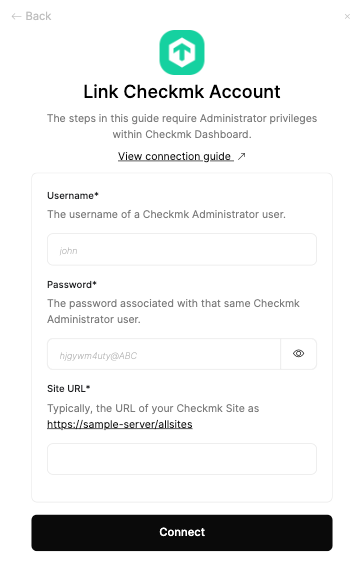 ← Back
×
Link Checkmk Account
The steps in this guide require Administrator privileges
within Checkmk Dashboard.
View connection guide ↗
Username*
The username of a Checkmk Administrator user.
john
Password*
The password associated with that same Checkmk
Administrator user.
hjgywm4uty@ABC
Site URL*
Typically, the URL of your Checkmk Site as
https://sample-server/allsites
Connect